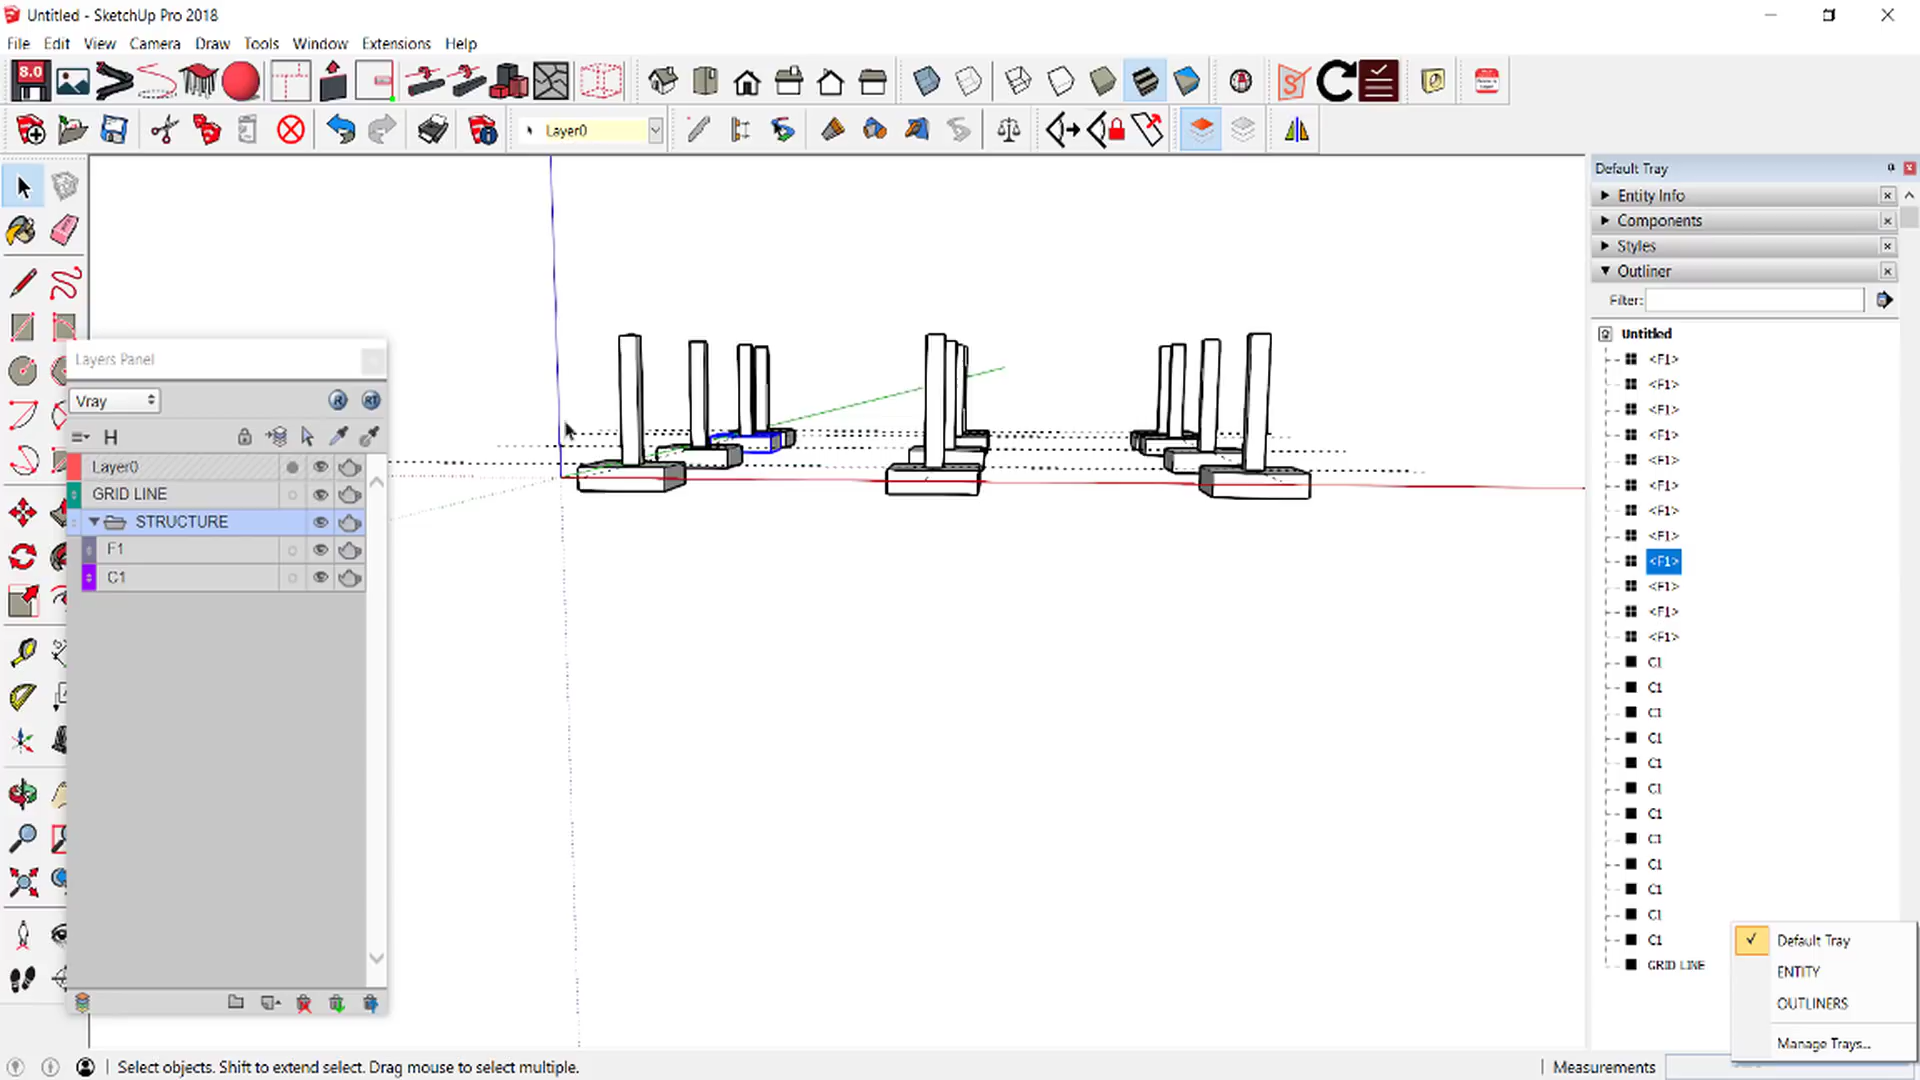 Untitled - SketchUp Pro 2018
File Edit View Camera Draw Tools Window Extensions Help
8.0
Layer0
Default Tray
Entity Info
Components
Styles
Outliner
Filter:
Untitled
<F1>
<F1>
<F1>
<F1>
<F1>
<F1>
<F1>
<F1>
<F1>
<F1>
<F1>
<F1>
C1
C1
C1
C1
C1
C1
C1
C1
C1
C1
C1
C1
GRID LINE
Layers Panel
Vray
R RT
H
Layer0
GRID LINE
STRUCTURE
F1
C1
Default Tray
ENTITY
OUTLINERS
Manage Trays...
Select objects. Shift to extend select. Drag mouse to select multiple.
Measurements